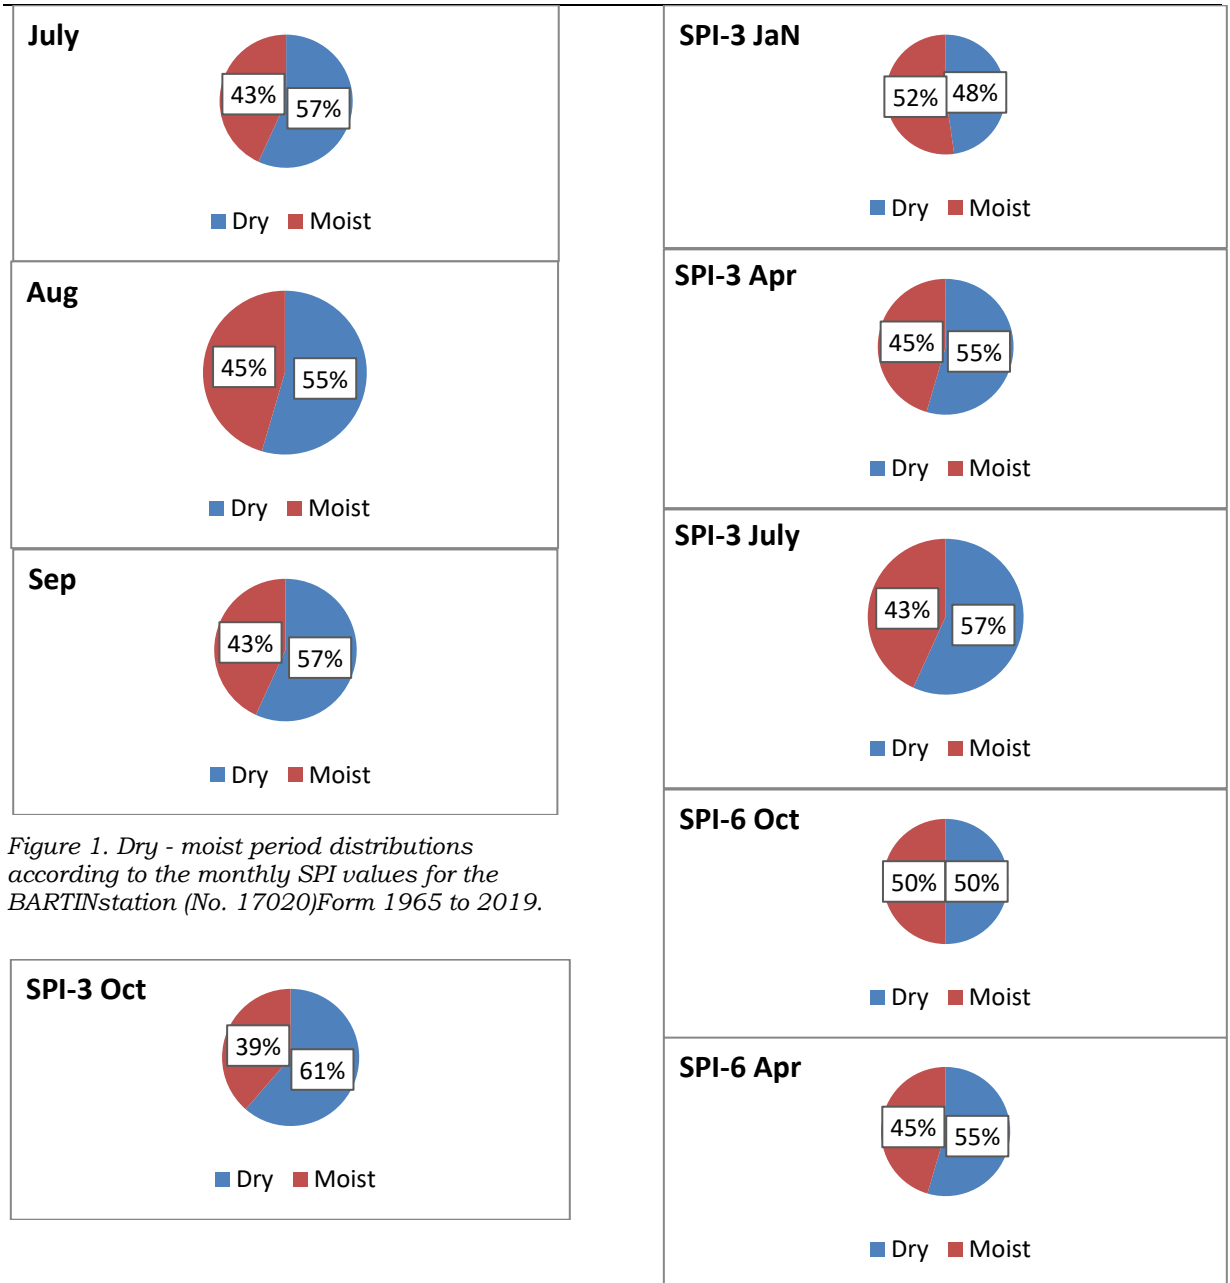 July
43%
57%
Dry Moist
Aug
45%
55%
Dry Moist
Sep
43%
57%
Dry Moist
Figure 1. Dry - moist period distributions
according to the monthly SPI values for the
BARTINstation (No. 17020)Form 1965 to 2019.
SPI-3 Oct
39%
61%
Dry Moist
SPI-3 JaN
52% 48%
Dry Moist
SPI-3 Apr
45%
55%
Dry Moist
SPI-3 July
43%
57%
Dry Moist
SPI-6 Oct
50% 50%
Dry Moist
SPI-6 Apr
45% 55%
Dry Moist